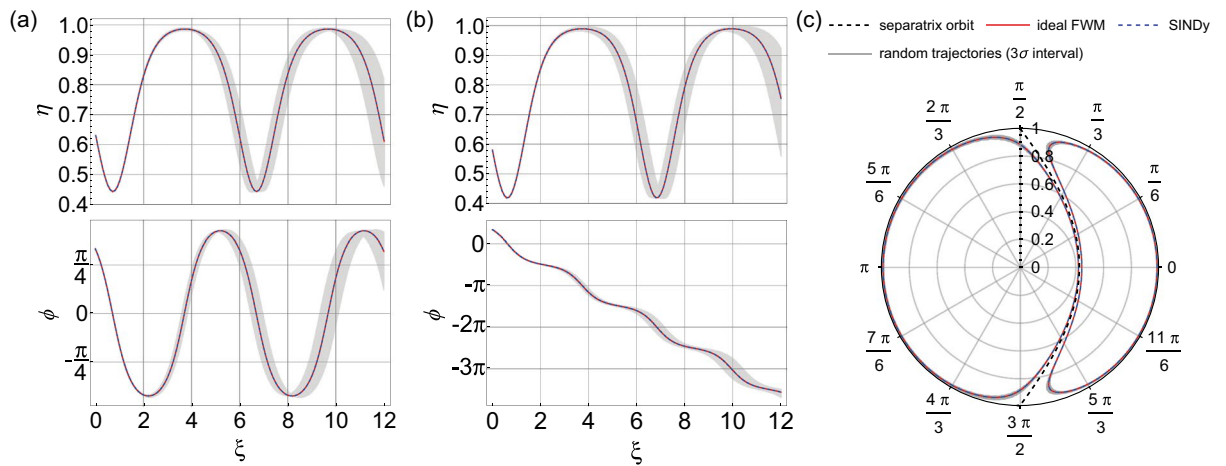 (a)
1.0
0.9
0.8
0.7
0.6
0.5
0.4
η
π/4
0
-π/4
ϕ
0 2 4 6 8 10 12
ξ
(b)
1.0
0.9
0.8
0.7
0.6
0.5
0.4
η
0
-π
-2π
-3π
ϕ
0 2 4 6 8 10 12
ξ
(c)
separatrix orbit ideal FWM SINDy
random trajectories (3σ interval)
π/2
2π/3 π/3
5π/6 π/6
π 0
7π/6 11π/6
4π/3 5π/3
3π/2
1
0.8
0.6
0.4
0.2
0